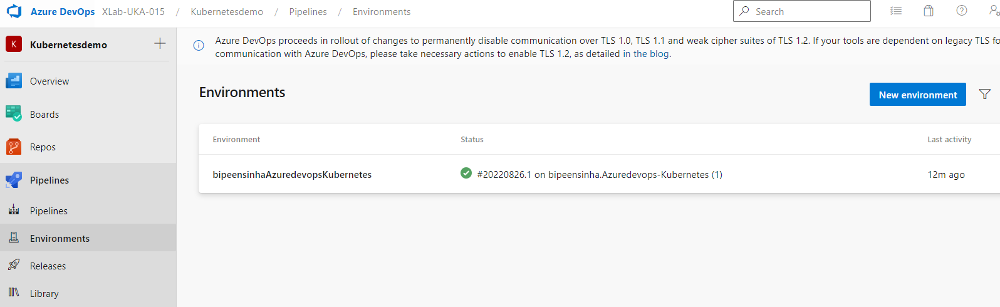 Azure DevOps XLab-UKA-015 / Kubernetesdemo / Pipelines / Environments Search
K Kubernetesdemo
Azure DevOps proceeds in rollout of changes to permanently disable communication over TLS 1.0, TLS 1.1 and weak cipher suites of TLS 1.2. If your tools are dependent on legacy TLS fo
communication with Azure DevOps, please take necessary actions to enable TLS 1.2, as detailed in the blog.
Overview
Boards
Repos
Pipelines
Pipelines
Environments
Releases
Library
Environments
New environment
Environment Status Last activity
bipeensinhaAzuredevopsKubernetes #20220826.1 on bipeensinha.Azuredevops-Kubernetes (1) 12m ago